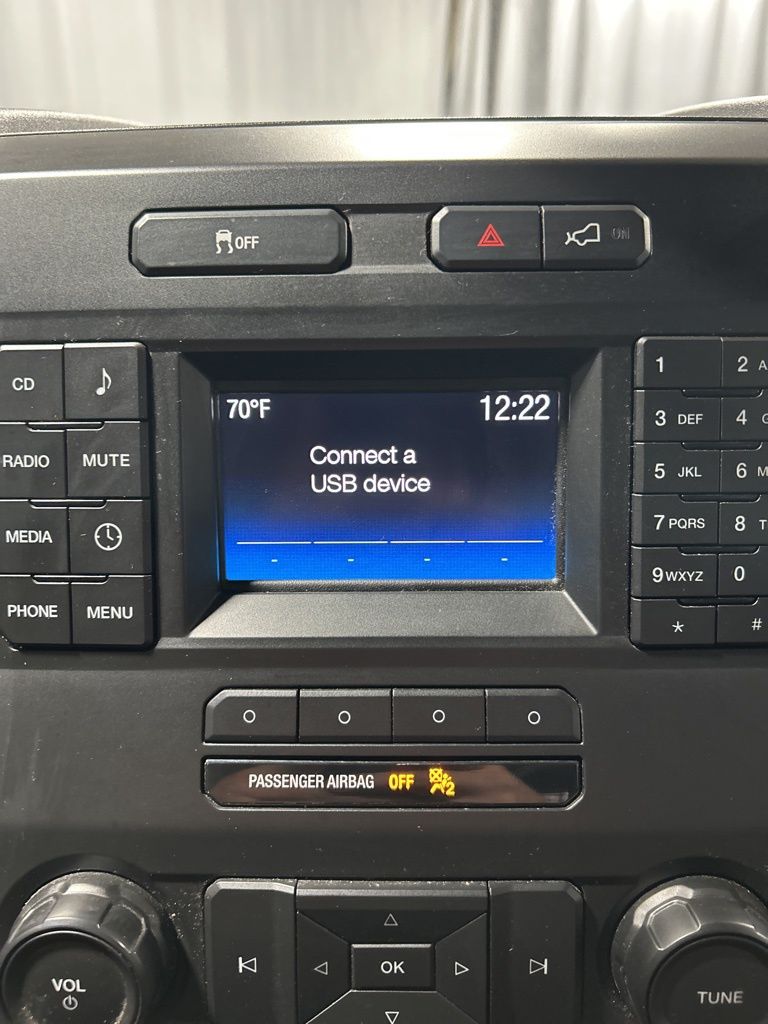 OFF
ON
CD
RADIO MUTE
MEDIA
PHONE MENU
70°F 12:22
Connect a
USB device
1 2
3 DEF 4
5 JKL 6
7 PQRS 8
9 WXYZ 0
* #
PASSENGER AIRBAG OFF 2
VOL
OK
TUNE